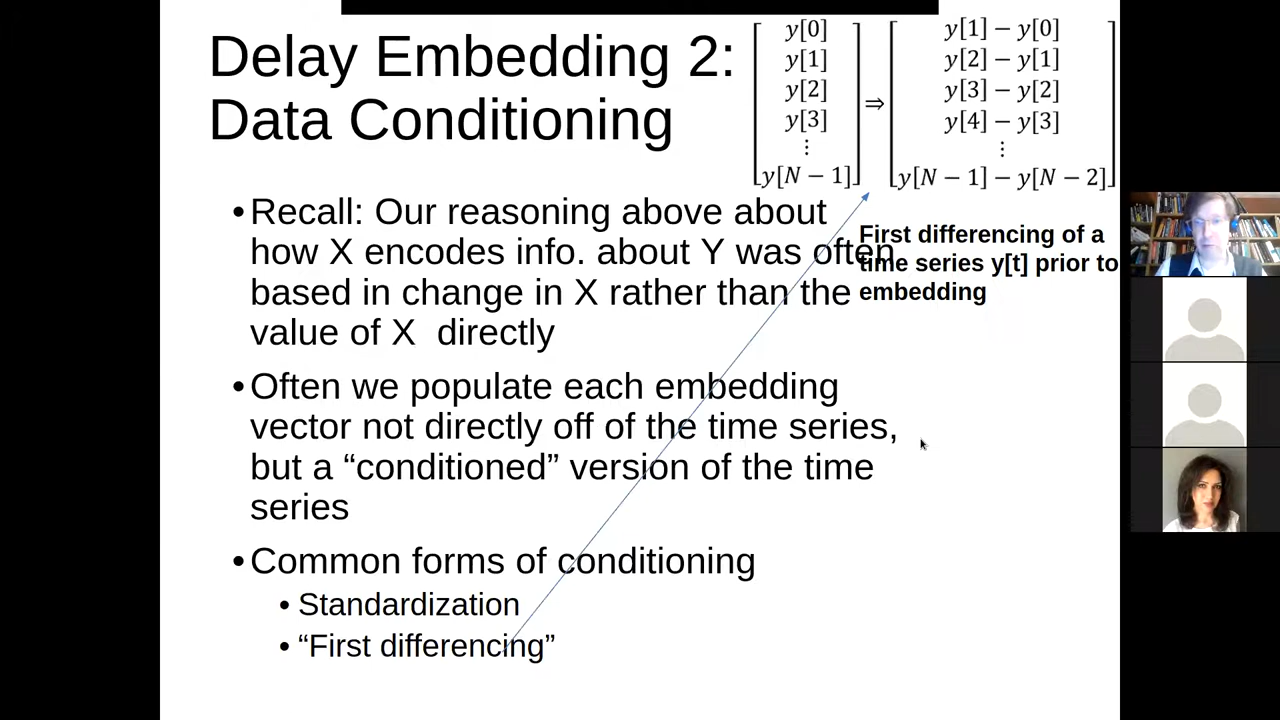 Delay Embedding 2:
Data Conditioning
y[0]
y[1]
y[2]
y[3]
⋮
y[N − 1]
⇒
y[1] − y[0]
y[2] − y[1]
y[3] − y[2]
y[4] − y[3]
⋮
y[N − 1] − y[N − 2]
First differencing of a
time series y[t] prior to
embedding
•Recall: Our reasoning above about
how X encodes info. about Y was often
based in change in X rather than the
value of X directly
•Often we populate each embedding
vector not directly off of the time series,
but a “conditioned” version of the time
series
•Common forms of conditioning
• Standardization
• “First differencing”